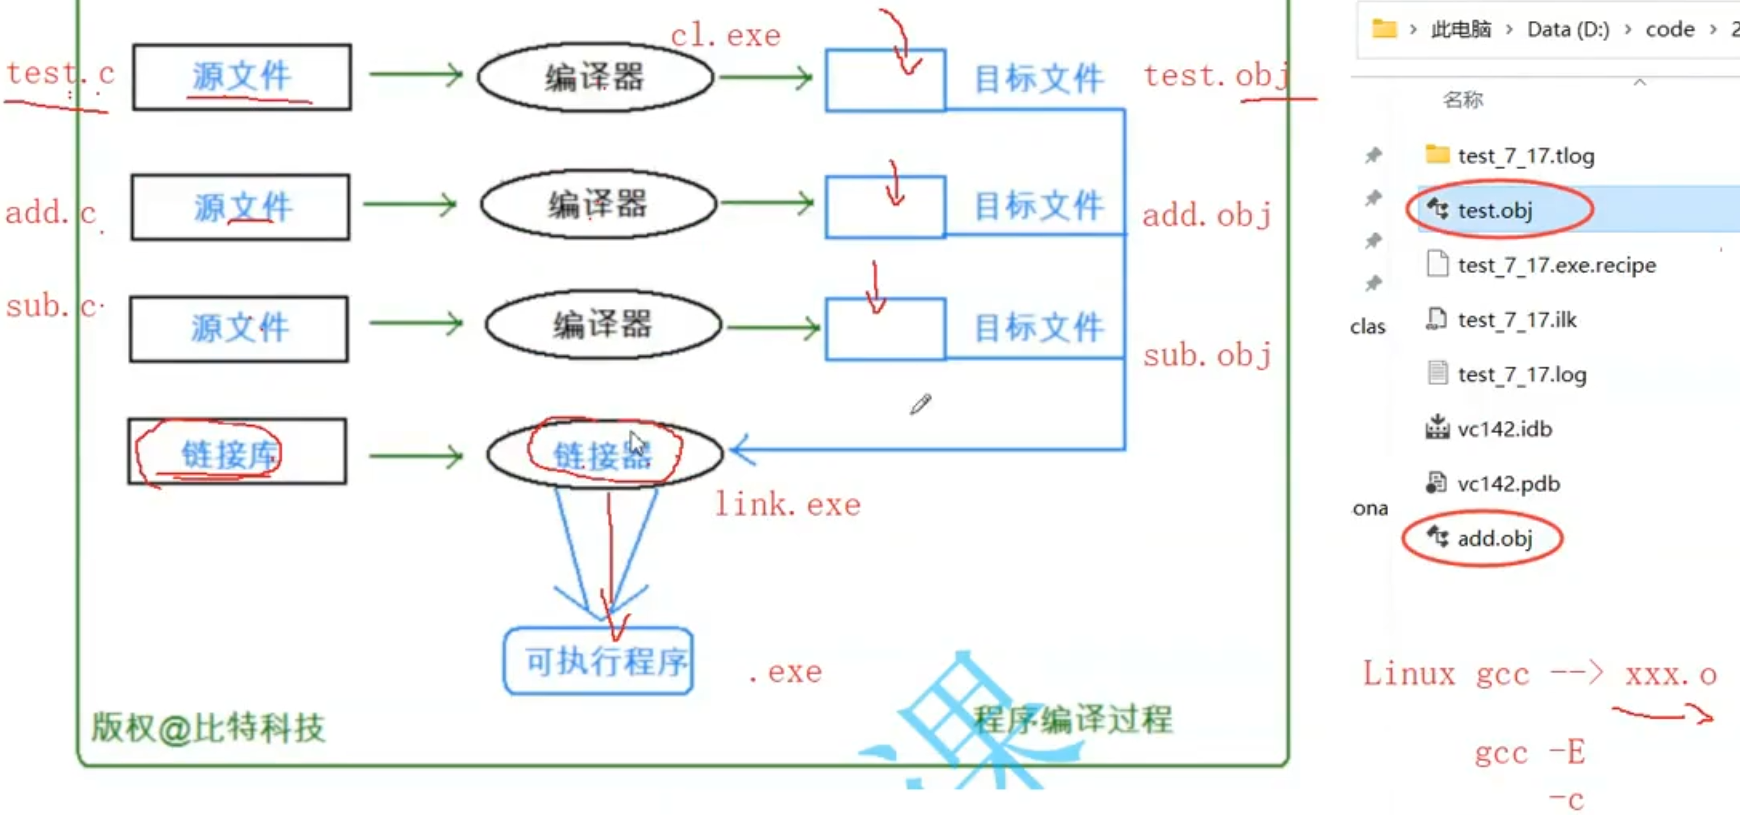 cl.exe
test.c 源文件 编译器 目标文件 test.obj
add.c 源文件 编译器 目标文件 add.obj
sub.c 源文件 编译器 目标文件 sub.obj
链接库 链接器
link.exe
可执行程序 .exe
版权@比特科技 程序编译过程
此电脑 Data (D:) code
名称
test_7_17.tlog
test.obj
test_7_17.exe.recipe
test_7_17.ilk
clas
test_7_17.log
vc142.idb
vc142.pdb
ona
add.obj
Linux gcc --> xxx.o
gcc -E
-c